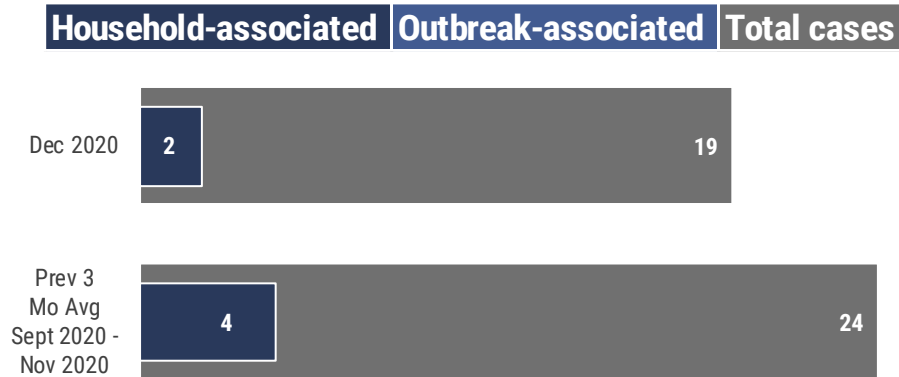 Household-associated Outbreak-associated Total cases
Dec 2020
2
19
Prev 3
Mo Avg
Sept 2020 -
Nov 2020
4
24